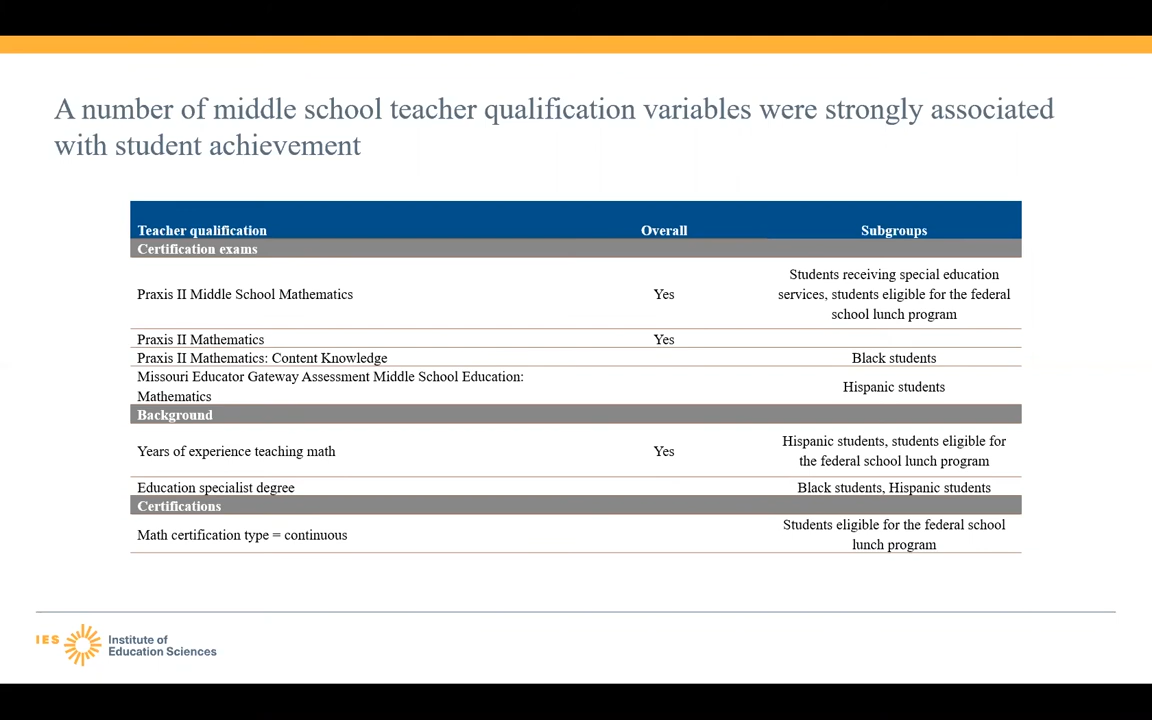 A number of middle school teacher qualification variables were strongly associated
with student achievement
Teacher qualification Overall Subgroups
Certification exams
Students receiving special education
Praxis II Middle School Mathematics Yes services, students eligible for the federal
school lunch program
Praxis II Mathematics Yes
Praxis II Mathematics: Content Knowledge Black students
Missouri Educator Gateway Assessment Middle School Education:
Mathematics Hispanic students
Background
Years of experience teaching math Yes Hispanic students, students eligible for
the federal school lunch program
Education specialist degree Black students, Hispanic students
Certifications
Math certification type = continuous Students eligible for the federal school
lunch program
IES Institute of
Education Sciences